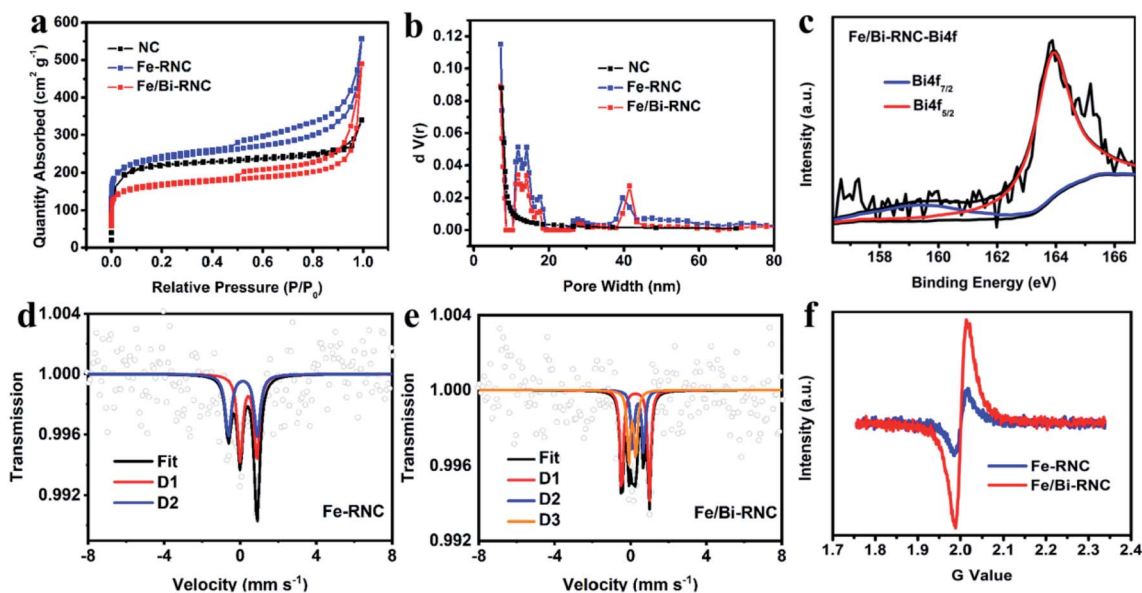 a
600
500
400
300
200
100
0
Quantity Absorbed (cm² g⁻¹)
NC
Fe-RNC
Fe/Bi-RNC
0.0 0.2 0.4 0.6 0.8 1.0
Relative Pressure (P/P₀)
b
0.12
0.08
0.04
0.00
d V(r)
NC
Fe-RNC
Fe/Bi-RNC
0 20 40 60 80
Pore Width (nm)
c
Fe/Bi-RNC-Bi4f
Intensity (a.u.)
Bi4f₇/₂
Bi4f₅/₂
158 160 162 164 166
Binding Energy (eV)
d
1.004
1.000
0.996
0.992
Transmission
Fit
D1
D2
Fe-RNC
-8 -4 0 4 8
Velocity (mm s⁻¹)
e
1.004
1.000
0.996
0.992
Transmission
Fit
D1
D2
D3
Fe/Bi-RNC
-8 -4 0 4 8
Velocity (mm s⁻¹)
f
Intensity (a.u.)
Fe-RNC
Fe/Bi-RNC
1.7 1.8 1.9 2.0 2.1 2.2 2.3 2.4
G Value